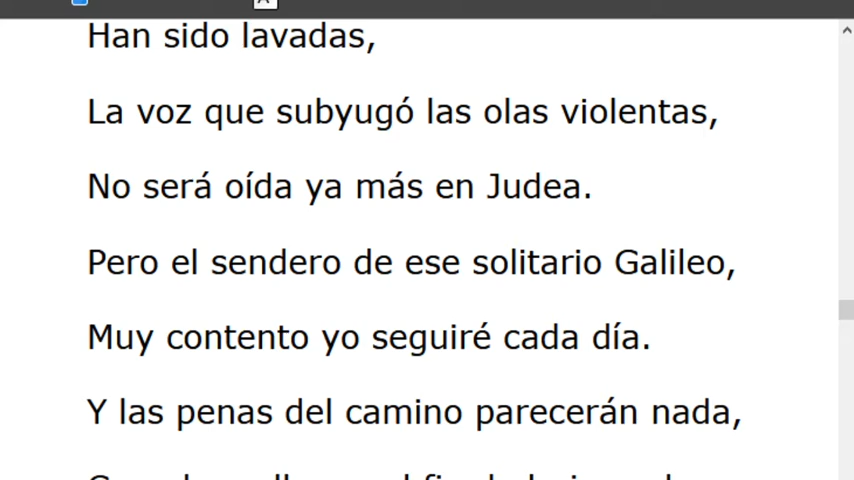 Han sido lavadas,
La voz que subyugó las olas violentas,
No será oída ya más en Judea.
Pero el sendero de ese solitario Galileo,
Muy contento yo seguiré cada día.
Y las penas del camino parecerán nada,